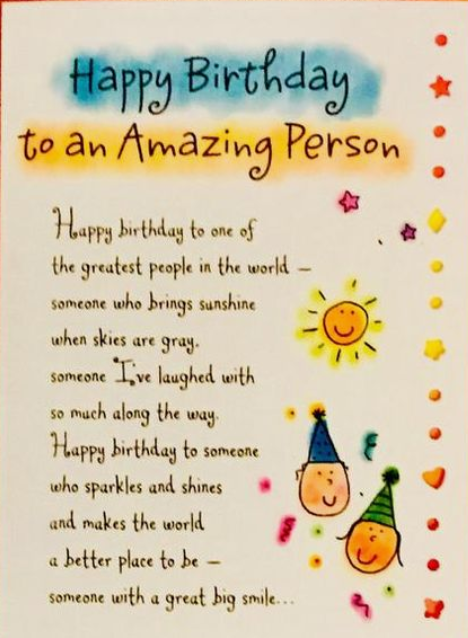 Happy Birthday
to an Amazing Person
Happy birthday to one of
the greatest people in the world –
someone who brings sunshine
when skies are gray,
someone I've laughed with
so much along the way.
Happy birthday to someone
who sparkles and shines
and makes the world
a better place to be –
someone with a great big smile...